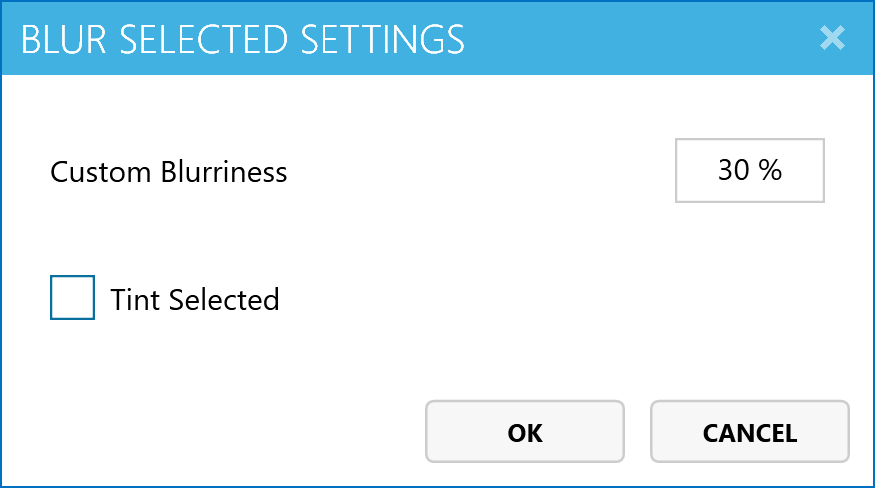 BLUR SELECTED SETTINGS
Custom Blurriness
30 %
Tint Selected
OK
CANCEL